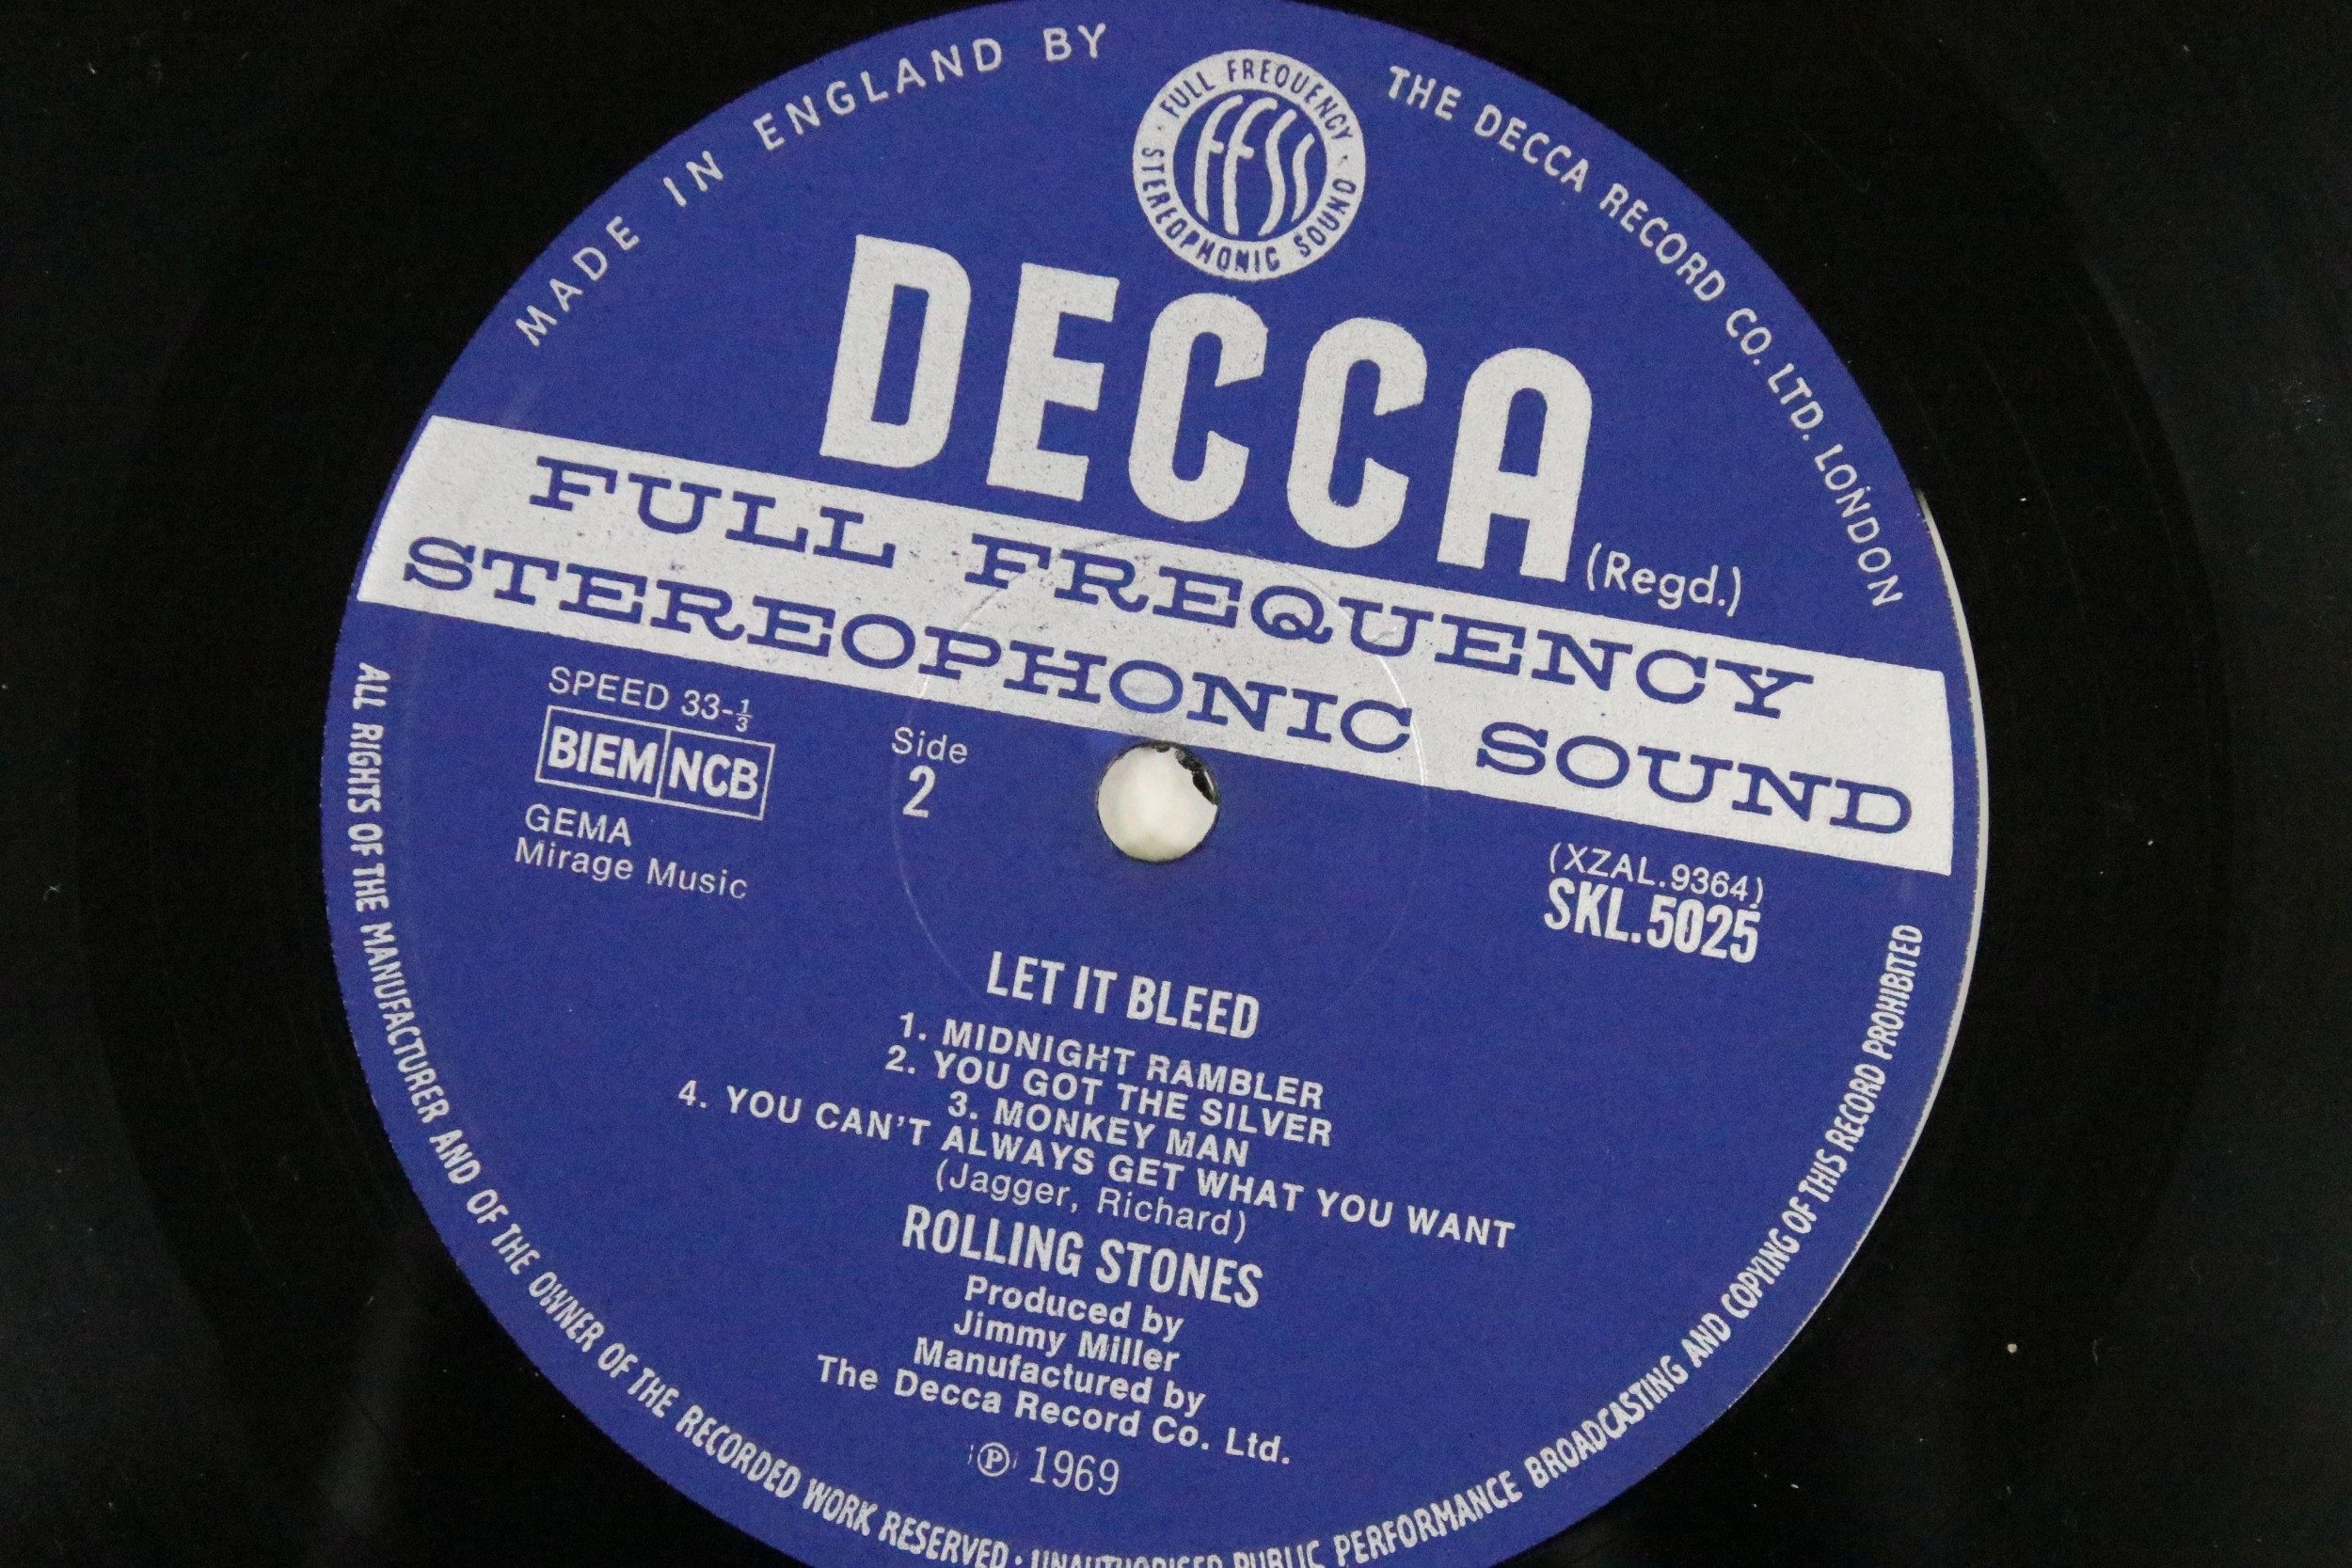 MADE IN ENGLAND BY
THE DECCA RECORD CO. LTD. LONDON
FULL FREQUENCY
STEREOPHONIC SOUND
FFSS
DECCA
(Regd.)
FULL FREQUENCY
STEREOPHONIC SOUND
SPEED 33-1/3
BIEM NCB
GEMA
Mirage Music
Side
2
(XZAL.9364)
SKL.5025
LET IT BLEED
1. MIDNIGHT RAMBLER
2. YOU GOT THE SILVER
3. MONKEY MAN
4. YOU CAN'T ALWAYS GET WHAT YOU WANT
(Jagger, Richard)
ROLLING STONES
Produced by
Jimmy Miller
Manufactured by
The Decca Record Co. Ltd.
℗ 1969
ALL RIGHTS OF THE MANUFACTURER AND OF THE OWNER OF THE RECORDED WORK RESERVED · UNAUTHORISED PUBLIC PERFORMANCE BROADCASTING AND COPYING OF THIS RECORD PROHIBITED